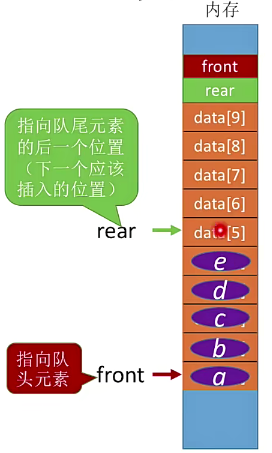 内存
front
rear
data[9]
data[8]
data[7]
data[6]
指向队尾元素
的后一个位置
（下一个应该
插入的位置）
rear
data[5]
e
d
c
b
指向队
头元素
front
a